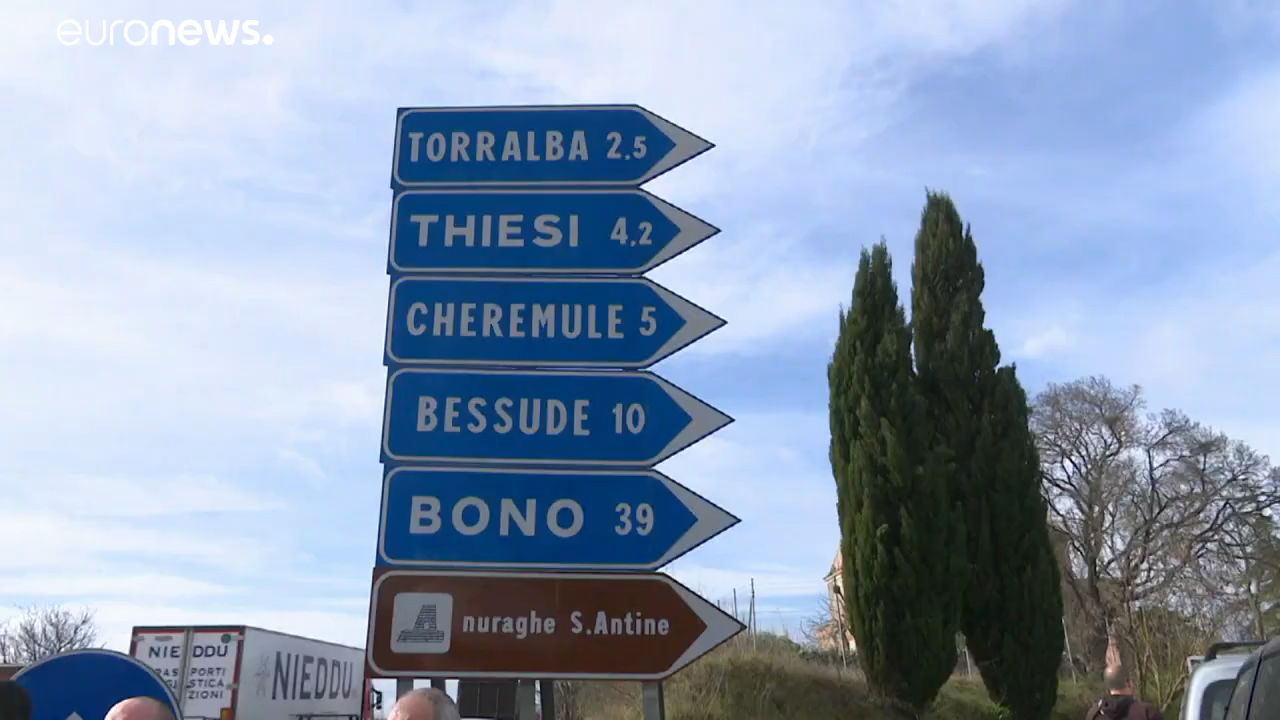 euronews.
TORRALBA 2.5
THIESI 4,2
CHEREMULE 5
BESSUDE 10
BONO 39
nuraghe S.Antine
NIEDDU
NIEDDU